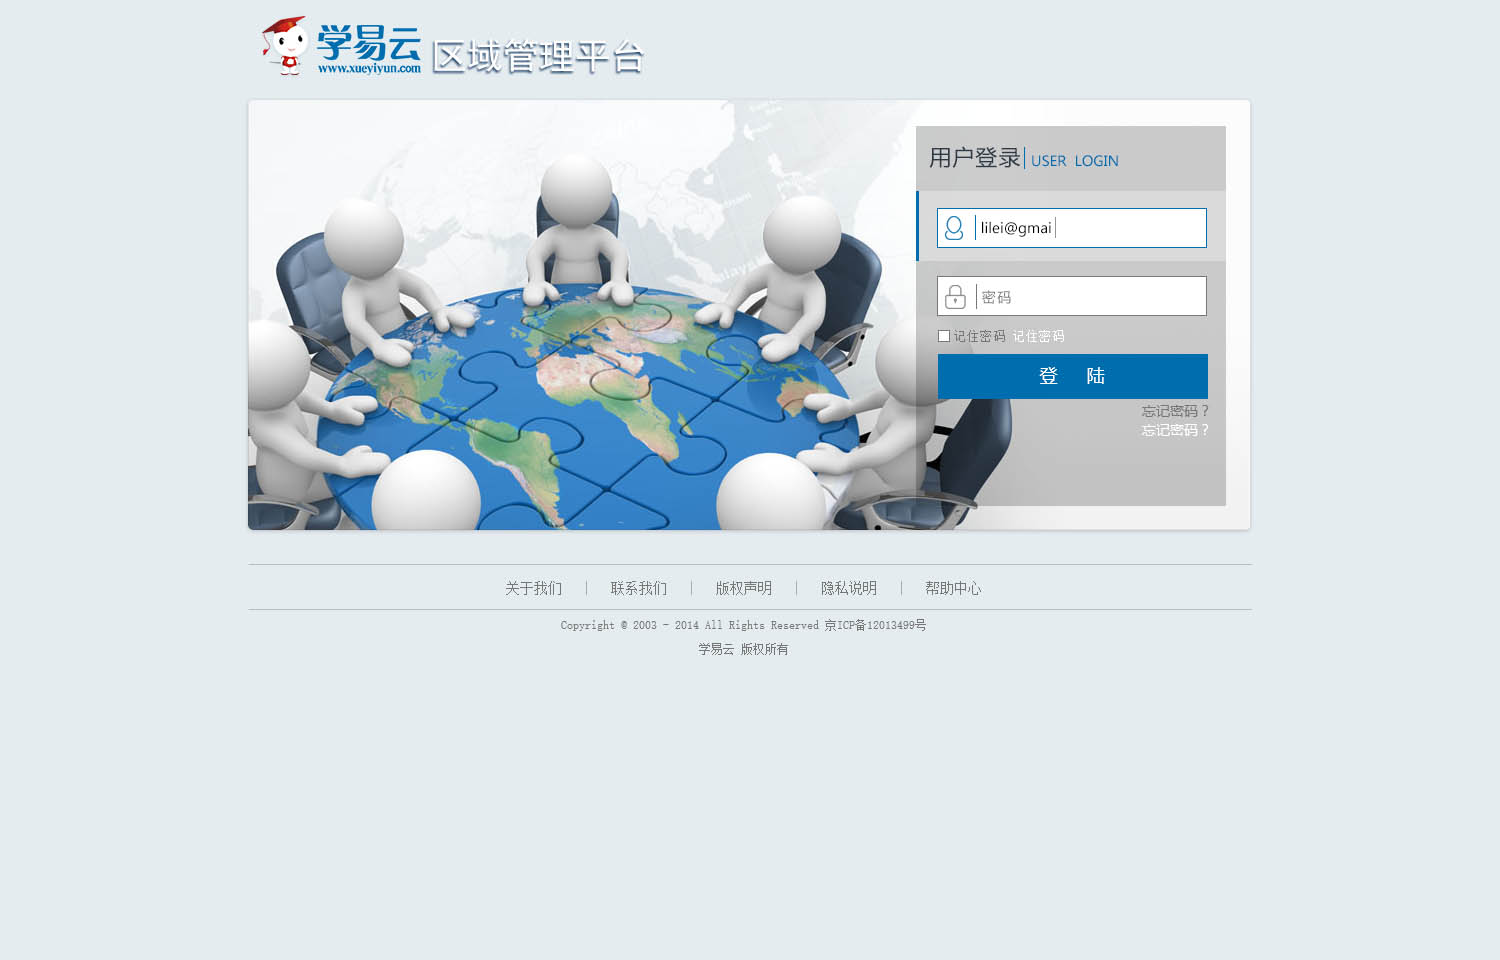 学易云
www.xueyiyun.com
区域管理平台
用户登录 USER LOGIN
lilei@gmai
密码
记住密码 记住密码
登 陆
忘记密码？
忘记密码？
关于我们 | 联系我们 | 版权声明 | 隐私说明 | 帮助中心
Copyright © 2003 - 2014 All Rights Reserved 京ICP备12013499号
学易云 版权所有